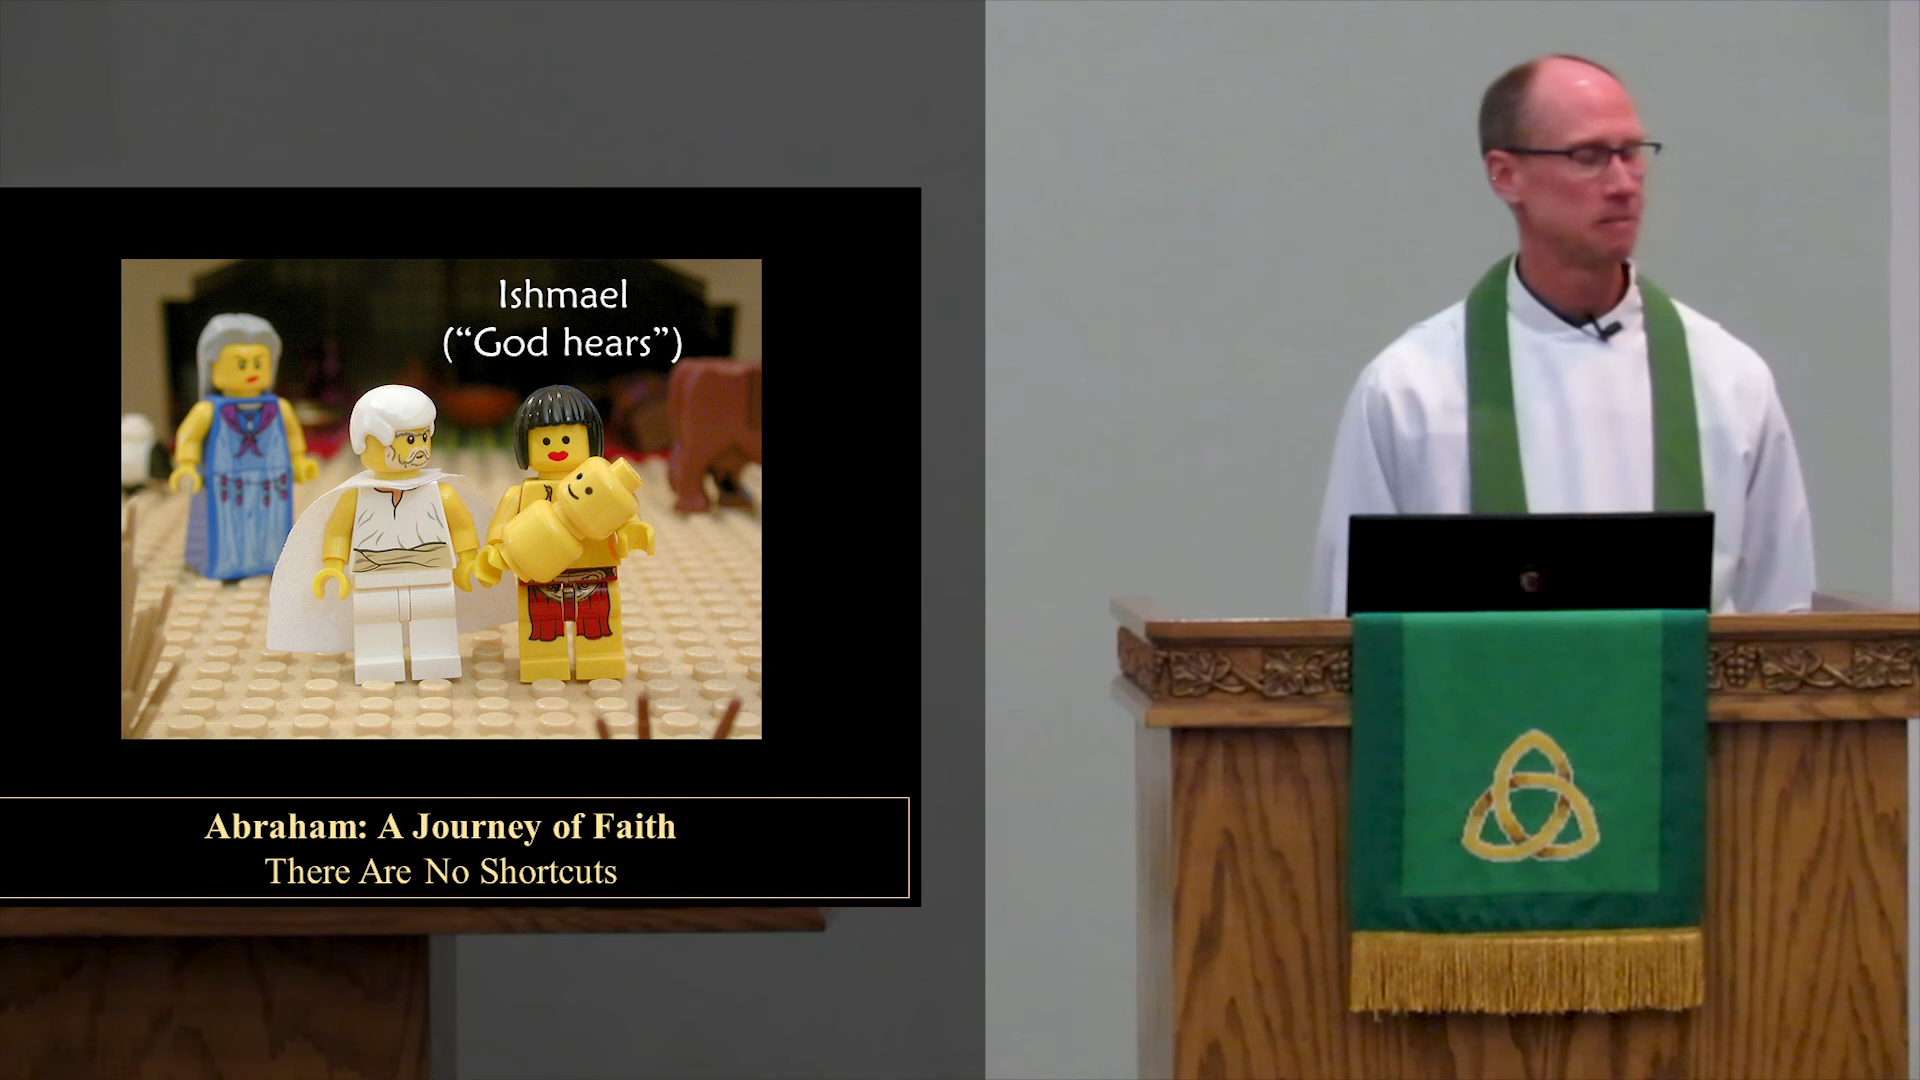 Ishmael
(“God hears”)
Abraham: A Journey of Faith
There Are No Shortcuts